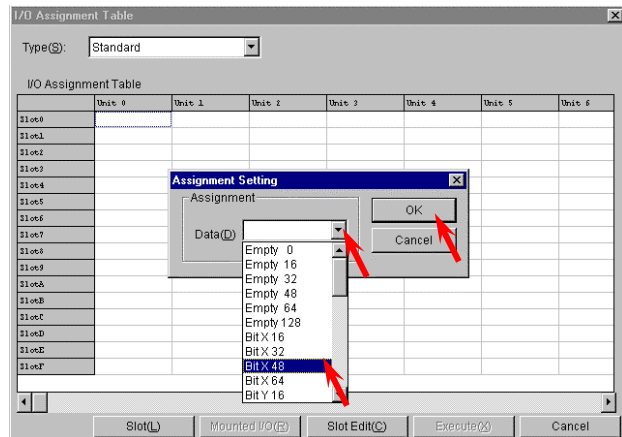 I/O Assignment Table
Type(S): Standard
I/O Assignment Table
Unit 0 Unit 1 Unit 2 Unit 3 Unit 4 Unit 5 Unit 6
Slot0
Slot1
Slot2
Slot3
Slot4
Slot5
Slot6
Slot7
Slot8
Slot9
SlotA
SlotB
SlotC
SlotD
SlotE
SlotF
Assignment Setting
Assignment
OK
Data(D)
Cancel
Empty 0
Empty 16
Empty 32
Empty 48
Empty 64
Empty 128
Bit X 16
Bit X 32
Bit X 48
Bit X 64
Bit Y 16
Slot(L) Mounted I/O(R) Slot Edit(C) Execute(X) Cancel